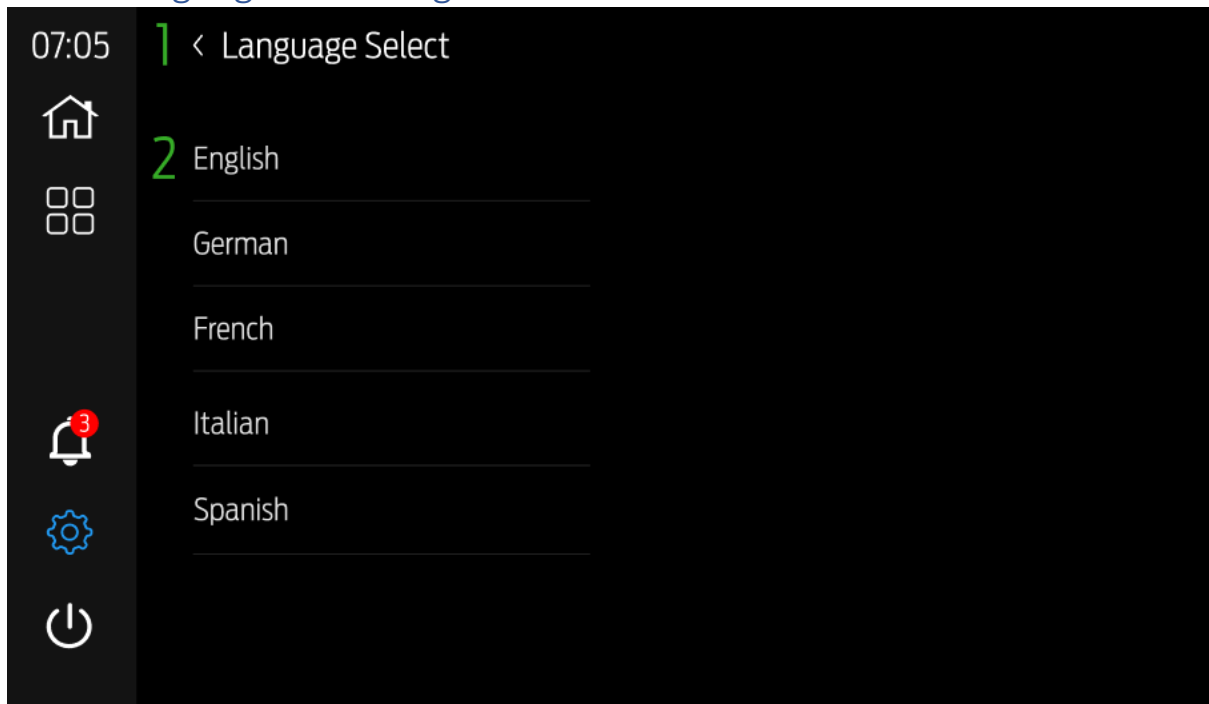 07:05
1 < Language Select
2 English
German
French
Italian
Spanish
3